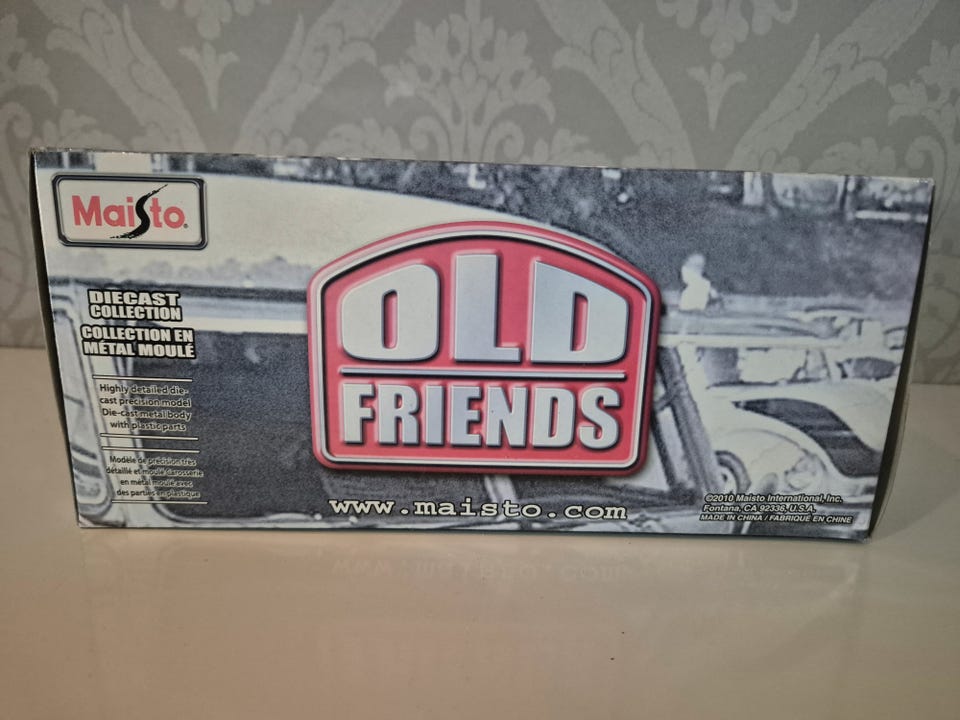 Maisto®
OLD
FRIENDS
DIECAST
COLLECTION
COLLECTION EN
MÉTAL MOULÉ
Highly detailed die-
cast precision model
Die-cast metal body
with plastic parts
Modèle de précision très
détaillé et moulé Carosserie
en métal moulé avec
des parties en plastique
www.maisto.com
©2010 Maisto International, Inc.
Fontana, CA 92336, U.S.A.
MADE IN CHINA / FABRIQUÉ EN CHINE